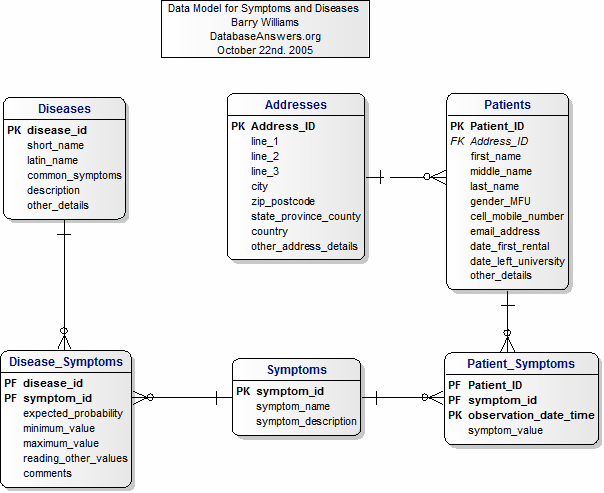 Data Model for Symptoms and Diseases
Barry Williams
DatabaseAnswers.org
October 22nd. 2005
Diseases
PK disease_id
short_name
latin_name
common_symptoms
description
other_details
Addresses
PK Address_ID
line_1
line_2
line_3
city
zip_postcode
state_province_county
country
other_address_details
Patients
PK Patient_ID
FK Address_ID
first_name
middle_name
last_name
gender_MFU
cell_mobile_number
email_address
date_first_rental
date_left_university
other_details
Disease_Symptoms
PF disease_id
PF symptom_id
expected_probability
minimum_value
maximum_value
reading_other_values
comments
Symptoms
PK symptom_id
symptom_name
symptom_description
Patient_Symptoms
PF Patient_ID
PF symptom_id
PK observation_date_time
symptom_value